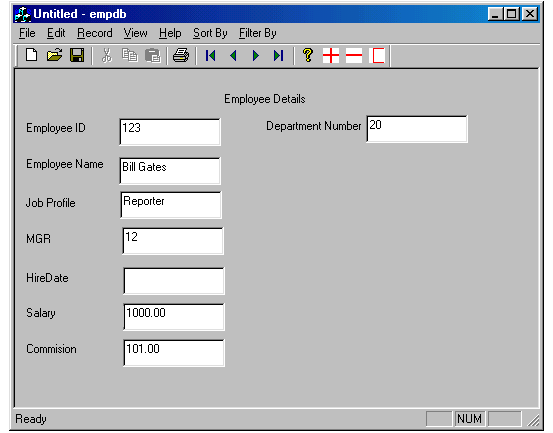 Untitled - empdb
File Edit Record View Help Sort By Filter By
Employee Details
Employee ID 123 Department Number 20
Employee Name Bill Gates
Job Profile Reporter
MGR 12
HireDate
Salary 1000.00
Commision 101.00
Ready NUM